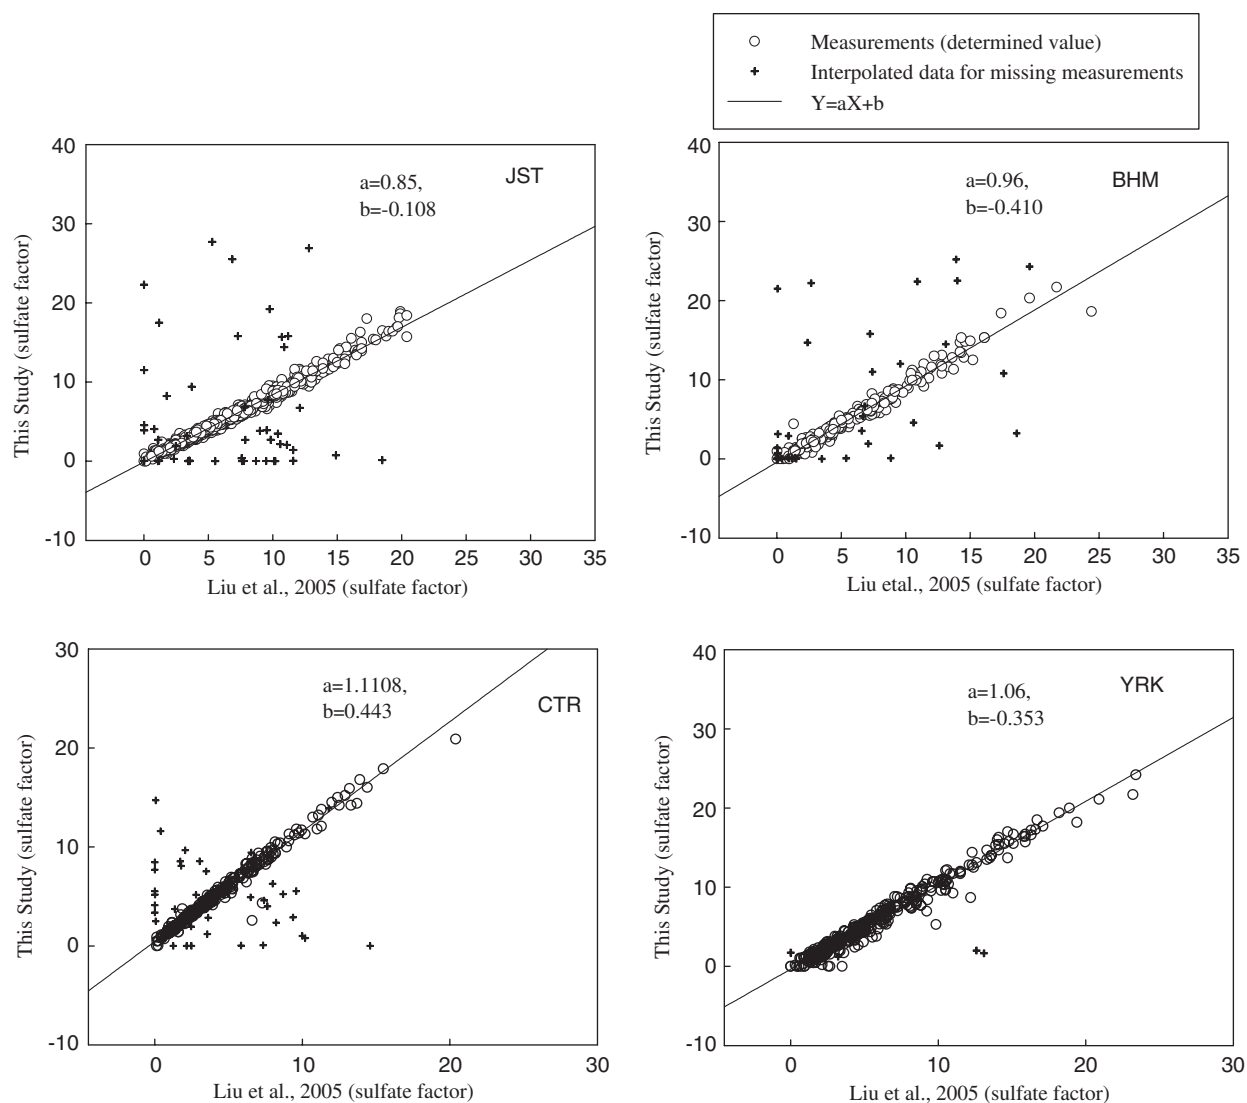 Measurements (determined value)
Interpolated data for missing measurements
Y=aX+b
40
30
20
10
0
-10
This Study (sulfate factor)
a=0.85,
b=-0.108
JST
0 5 10 15 20 25 30 35
Liu et al., 2005 (sulfate factor)
40
30
20
10
0
-10
This Study (sulfate factor)
a=0.96,
b=-0.410
BHM
0 5 10 15 20 25 30 35
Liu etal., 2005 (sulfate factor)
30
20
10
0
-10
This Study (sulfate factor)
a=1.1108,
b=0.443
CTR
0 10 20 30
Liu et al., 2005 (sulfate factor)
40
30
20
10
0
-10
This Study (sulfate factor)
a=1.06,
b=-0.353
YRK
0 10 20 30
Liu et al., 2005 (sulfate factor)